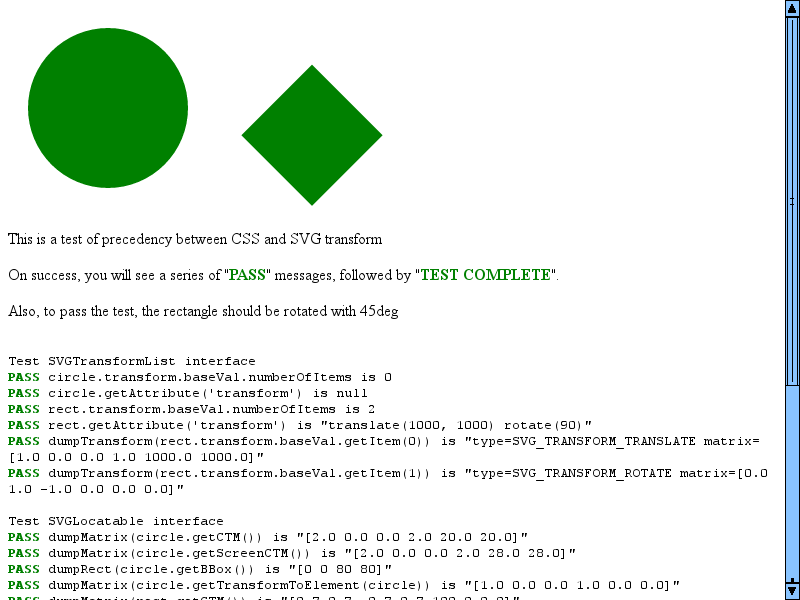 This is a test of precedency between CSS and SVG transform
On success, you will see a series of "PASS" messages, followed by "TEST COMPLETE".
Also, to pass the test, the rectangle should be rotated with 45deg
Test SVGTransformList interface
PASS circle.transform.baseVal.numberOfItems is 0
PASS circle.getAttribute('transform') is null
PASS rect.transform.baseVal.numberOfItems is 2
PASS rect.getAttribute('transform') is "translate(1000, 1000) rotate(90)"
PASS dumpTransform(rect.transform.baseVal.getItem(0)) is "type=SVG_TRANSFORM_TRANSLATE matrix=
[1.0 0.0 0.0 1.0 1000.0 1000.0]"
PASS dumpTransform(rect.transform.baseVal.getItem(1)) is "type=SVG_TRANSFORM_ROTATE matrix=[0.0
1.0 -1.0 0.0 0.0 0.0]"
Test SVGLocatable interface
PASS dumpMatrix(circle.getCTM()) is "[2.0 0.0 0.0 2.0 20.0 20.0]"
PASS dumpMatrix(circle.getScreenCTM()) is "[2.0 0.0 0.0 2.0 28.0 28.0]"
PASS dumpRect(circle.getBBox()) is "[0 0 80 80]"
PASS dumpMatrix(circle.getTransformToElement(circle)) is "[1.0 0.0 0.0 1.0 0.0 0.0]"